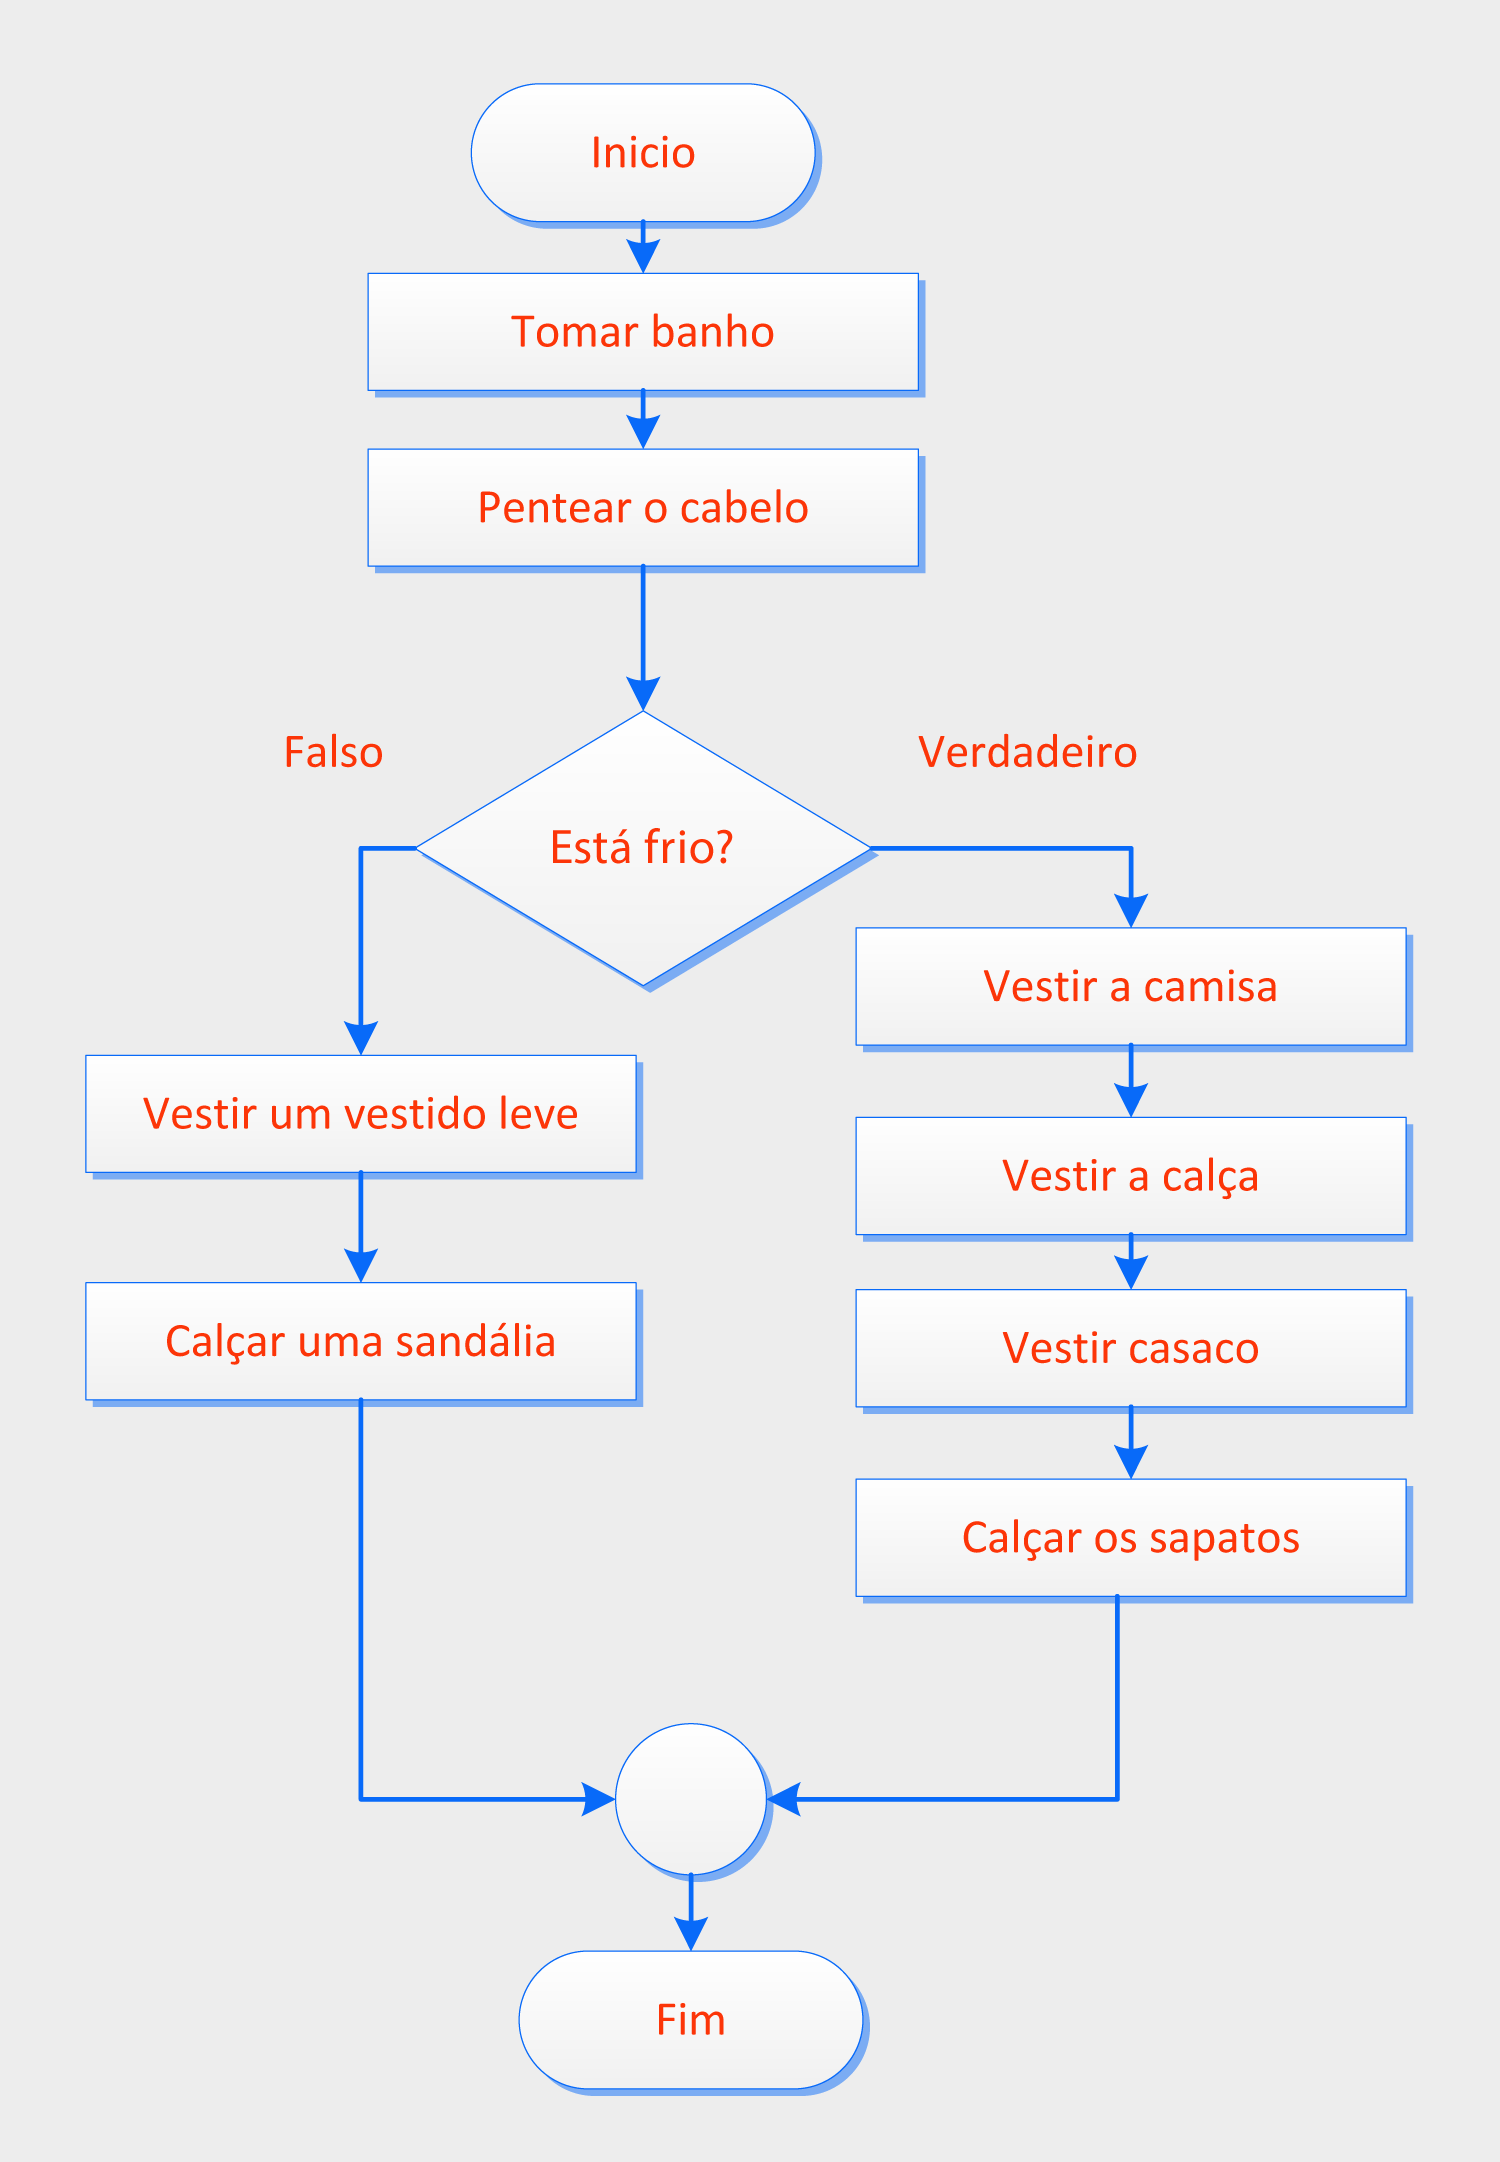 Inicio
Tomar banho
Pentear o cabelo
Falso
Verdadeiro
Está frio?
Vestir a camisa
Vestir um vestido leve
Vestir a calça
Calçar uma sandália
Vestir casaco
Calçar os sapatos
Fim